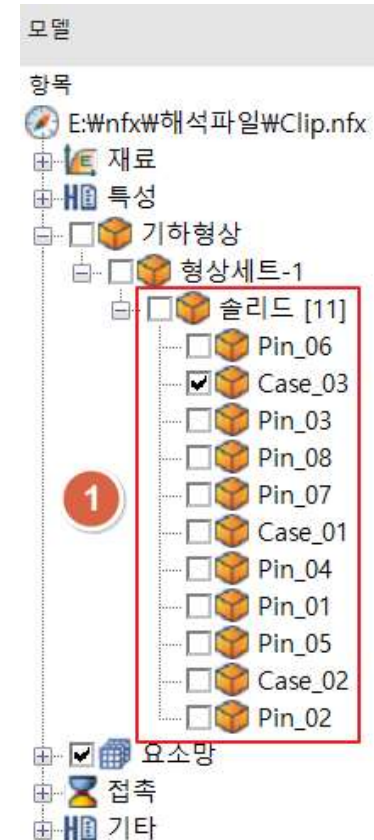 모델
항목
E:₩nfx₩해석파일₩Clip.nfx
재료
특성
기하형상
형상세트-1
솔리드 [11]
Pin_06
Case_03
Pin_03
Pin_08
1
Pin_07
Case_01
Pin_04
Pin_01
Pin_05
Case_02
Pin_02
요소망
접촉
기타